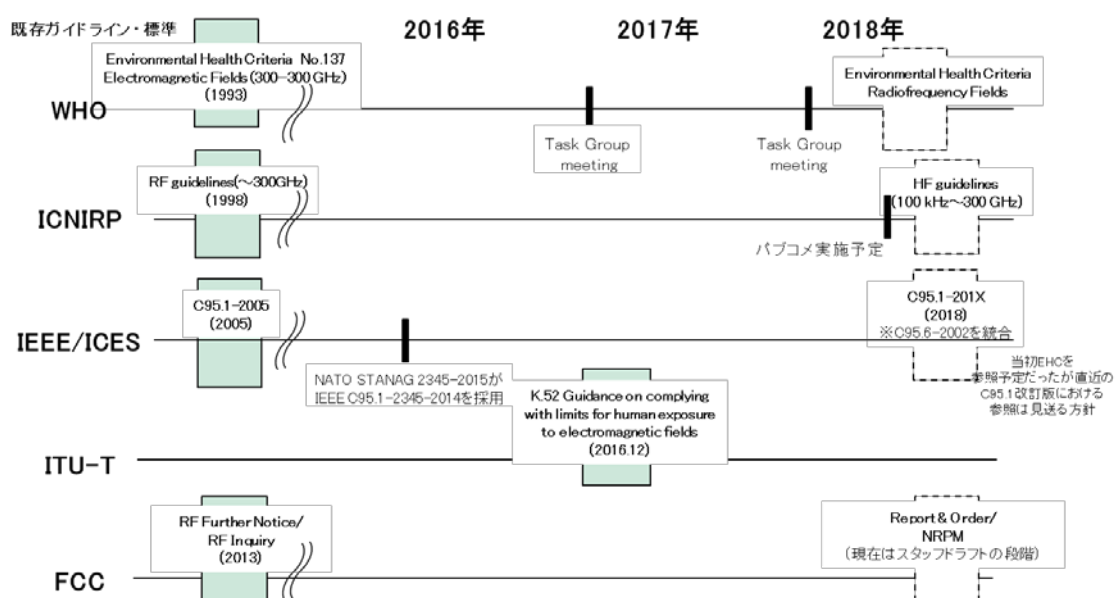 既存ガイドライン・標準
2016年
2017年
2018年
WHO
Environmental Health Criteria No.137
Electromagnetic Fields (300-300 GHz)
(1993)
Task Group
meeting
Task Group
meeting
Environmental Health Criteria
Radiofrequency Fields
ICNIRP
RF guidelines(~300GHz)
(1998)
パブコメ実施予定
HF guidelines
(100 kHz~300 GHz)
IEEE/ICES
C95.1-2005
(2005)
NATO STANAG 2345-2015が
IEEE C95.1-2345-2014を採用
C95.1-201X
(2018)
※C95.6-2002を統合
当初EHCを
参照予定だったが直近の
C95.1改訂版における
参照は見送る方針
ITU-T
K.52 Guidance on complying
with limits for human exposure
to electromagnetic fields
(2016.12)
FCC
RF Further Notice/
RF Inquiry
(2013)
Report & Order/
NRPM
(現在はスタッフドラフトの段階)